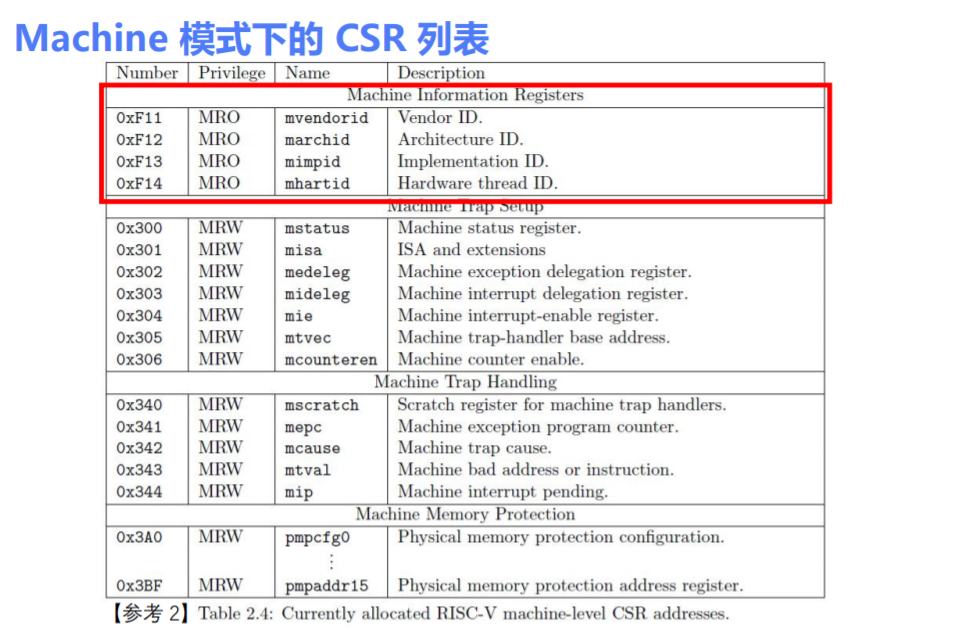 Machine 模式下的 CSR 列表
Number Privilege Name Description
Machine Information Registers
0xF11 MRO mvendorid Vendor ID.
0xF12 MRO marchid Architecture ID.
0xF13 MRO mimpid Implementation ID.
0xF14 MRO mhartid Hardware thread ID.
Machine Trap Setup
0x300 MRW mstatus Machine status register.
0x301 MRW misa ISA and extensions
0x302 MRW medeleg Machine exception delegation register.
0x303 MRW mideleg Machine interrupt delegation register.
0x304 MRW mie Machine interrupt-enable register.
0x305 MRW mtvec Machine trap-handler base address.
0x306 MRW mcounteren Machine counter enable.
Machine Trap Handling
0x340 MRW mscratch Scratch register for machine trap handlers.
0x341 MRW mepc Machine exception program counter.
0x342 MRW mcause Machine trap cause.
0x343 MRW mtval Machine bad address or instruction.
0x344 MRW mip Machine interrupt pending.
Machine Memory Protection
0x3A0 MRW pmpcfg0 Physical memory protection configuration.
⋮
0x3BF MRW pmpaddr15 Physical memory protection address register.
【参考 2】Table 2.4: Currently allocated RISC-V machine-level CSR addresses.